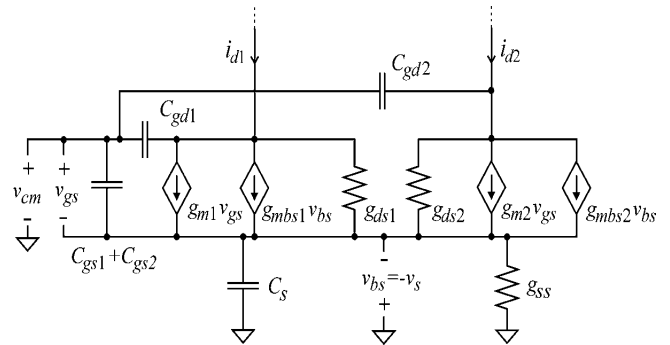 i_d1
i_d2
C_gd2
C_gd1
+ +
v_cm v_gs
- -
g_m1 v_gs g_mbs1 v_bs g_ds1 g_ds2 g_m2 v_gs g_mbs2 v_bs
C_gs1+C_gs2
-
C_s v_bs=-v_s g_ss
+